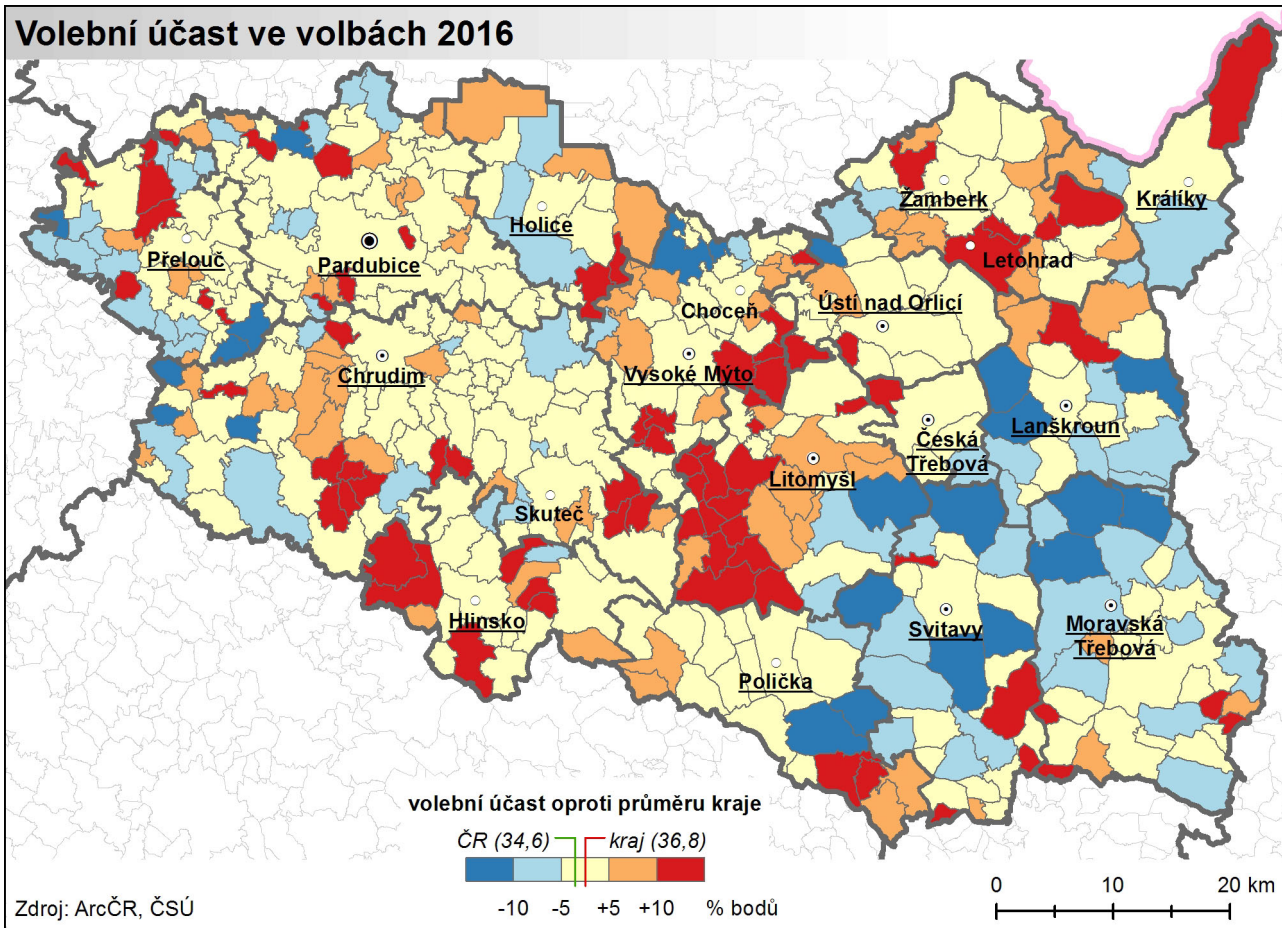 Volební účast ve volbách 2016
Žamberk
Králíky
Holice
Letohrad
Přelouč
Pardubice
Choceň
Ústí nad Orlicí
Chrudim
Vysoké Mýto
Lanškroun
Česká
Třebová
Litomyšl
Skuteč
Hlinsko
Svitavy
Moravská
Třebová
Polička
volební účast oproti průměru kraje
ČR (34,6)
kraj (36,8)
-10 -5 +5 +10 % bodů
0 10 20 km
Zdroj: ArcČR, ČSÚ